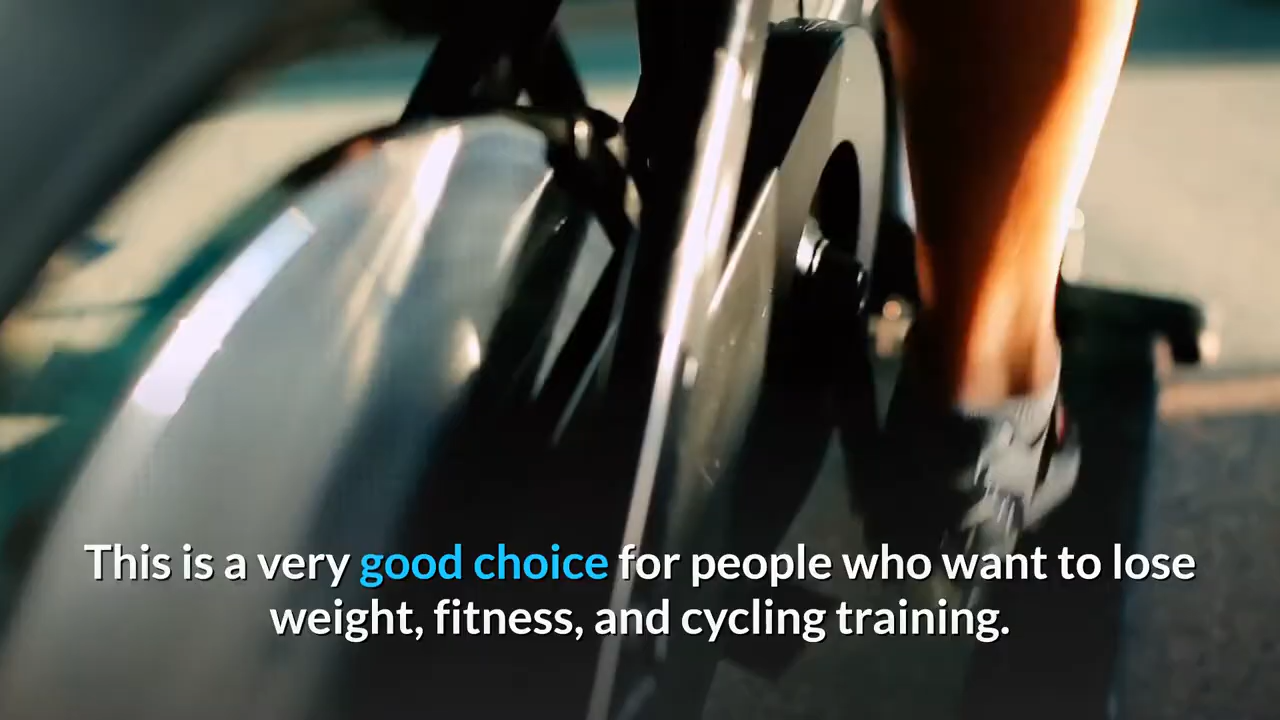 This is a very good choice for people who want to lose
weight, fitness, and cycling training.